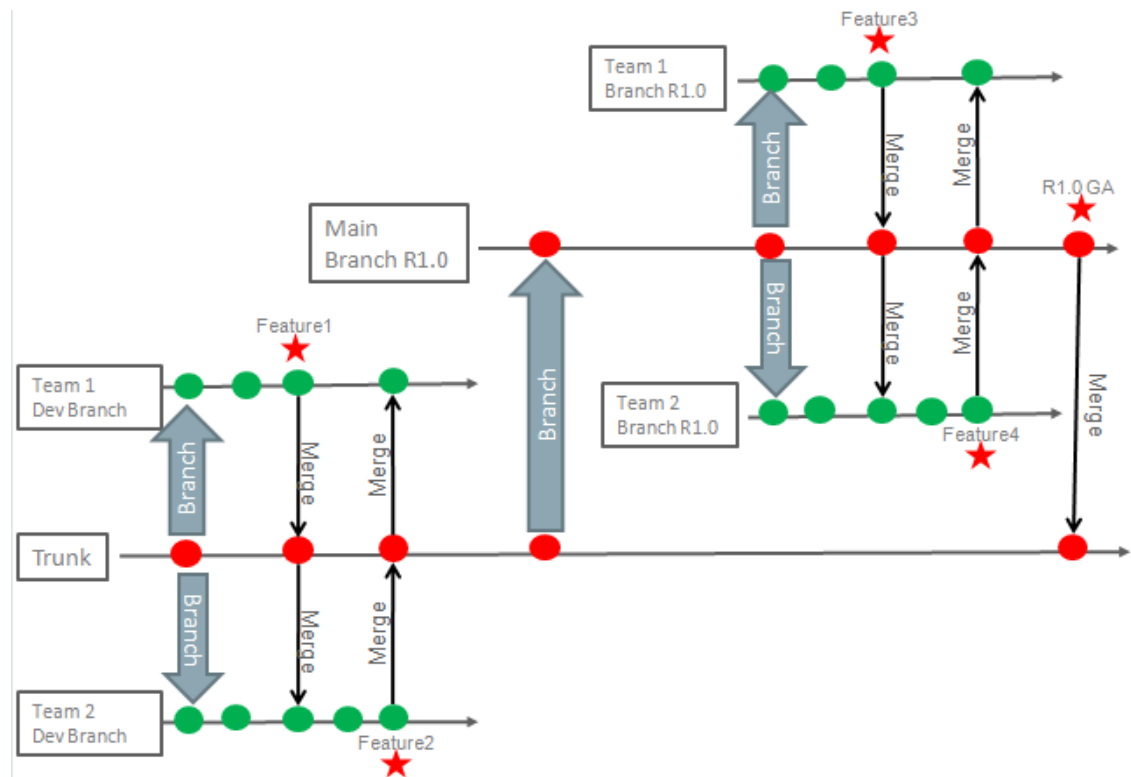 Feature3
Team 1
Branch R1.0
Branch
Merge
Merge
R1.0 GA
Main
Branch R1.0
Branch
Merge
Merge
Feature1
Team 1
Dev Branch
Branch
Merge
Merge
Branch
Team 2
Branch R1.0
Feature4
Merge
Trunk
Branch
Merge
Merge
Team 2
Dev Branch
Feature2